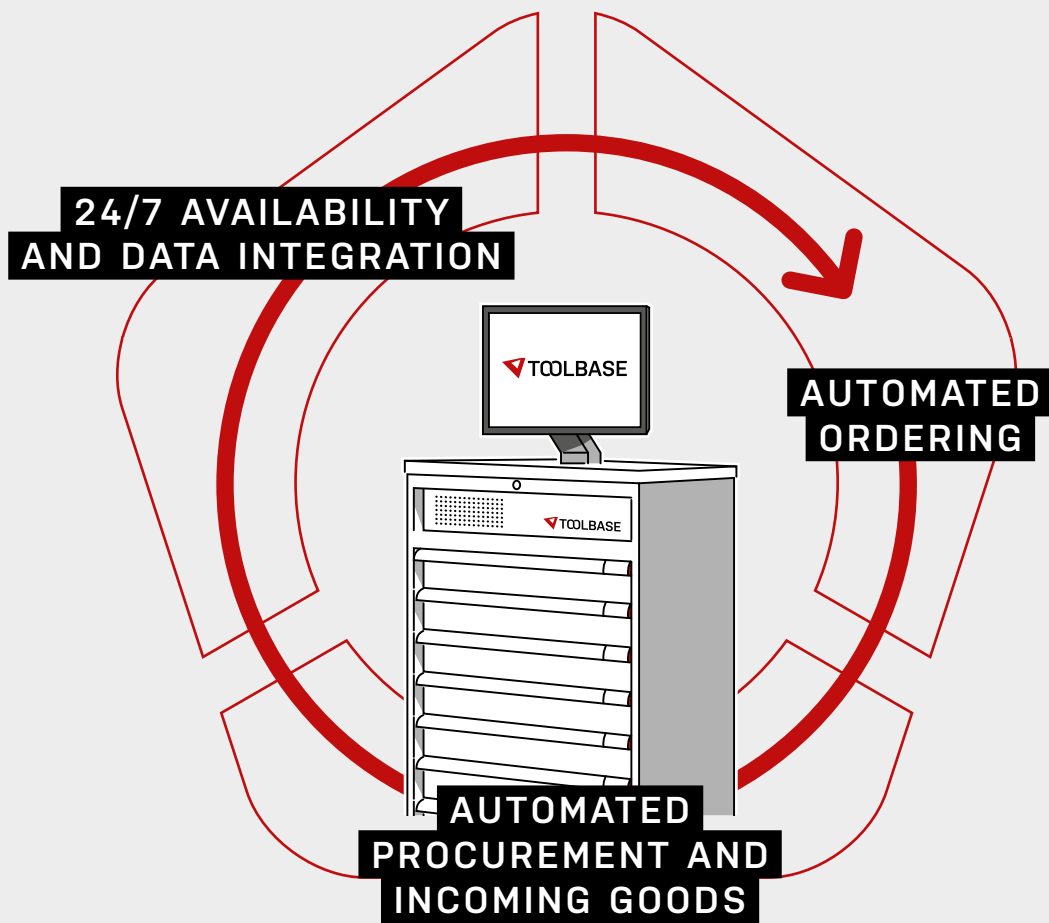 24/7 AVAILABILITY
AND DATA INTEGRATION
TOOLBASE
AUTOMATED
ORDERING
TOOLBASE
AUTOMATED
PROCUREMENT AND
INCOMING GOODS